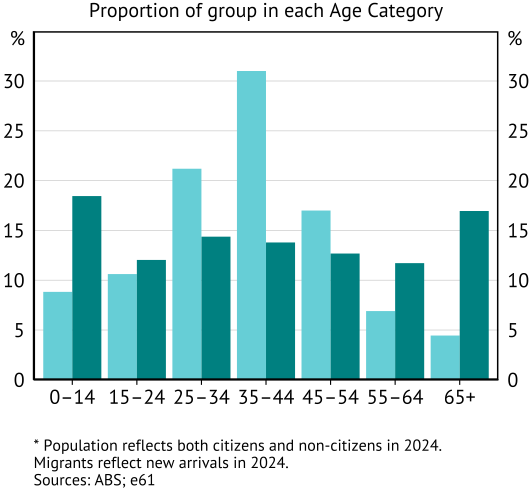 Proportion of group in each Age Category
% %
30 30
25 25
20 20
15 15
10 10
5 5
0 0
0–14 15–24 25–34 35–44 45–54 55–64 65+
* Population reflects both citizens and non-citizens in 2024.
Migrants reflect new arrivals in 2024.
Sources: ABS; e61